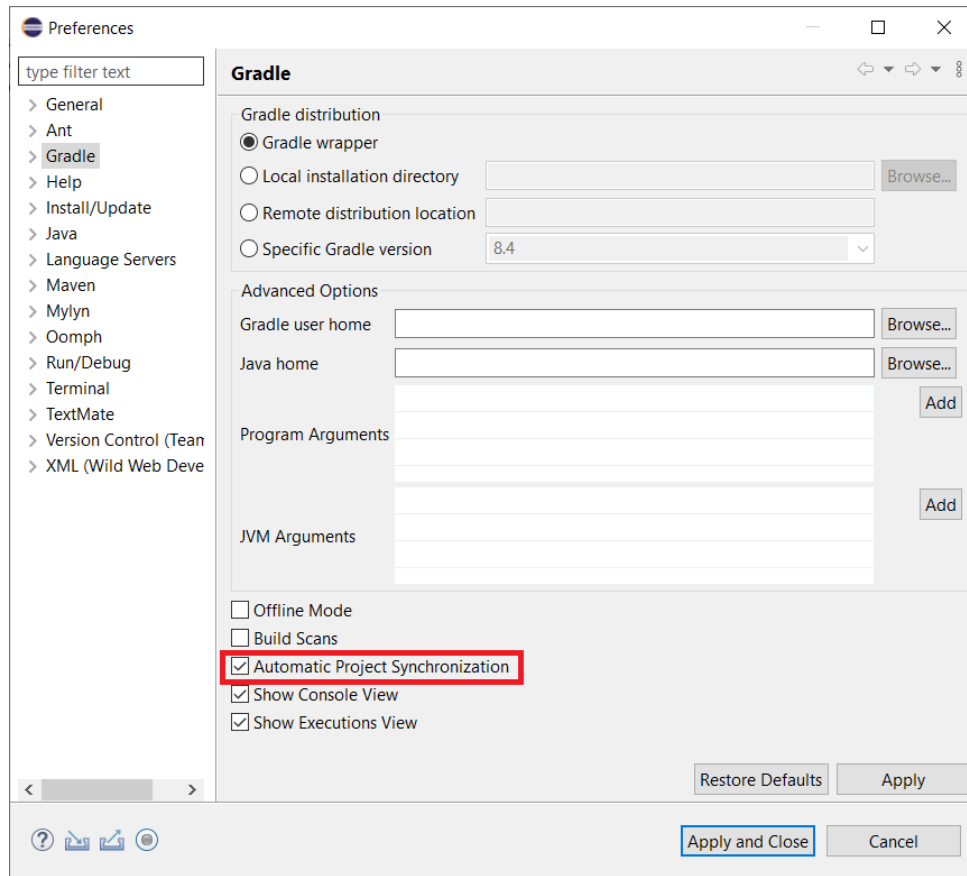 Preferences
type filter text
Gradle
General
Ant
Gradle
Help
Install/Update
Java
Language Servers
Maven
Mylyn
Oomph
Run/Debug
Terminal
TextMate
Version Control (Team
XML (Wild Web Deve
Gradle distribution
Gradle wrapper
Local installation directory
Browse...
Remote distribution location
Specific Gradle version
8.4
Advanced Options
Gradle user home
Browse...
Java home
Browse...
Program Arguments
Add
JVM Arguments
Add
Offline Mode
Build Scans
Automatic Project Synchronization
Show Console View
Show Executions View
Restore Defaults
Apply
Apply and Close
Cancel